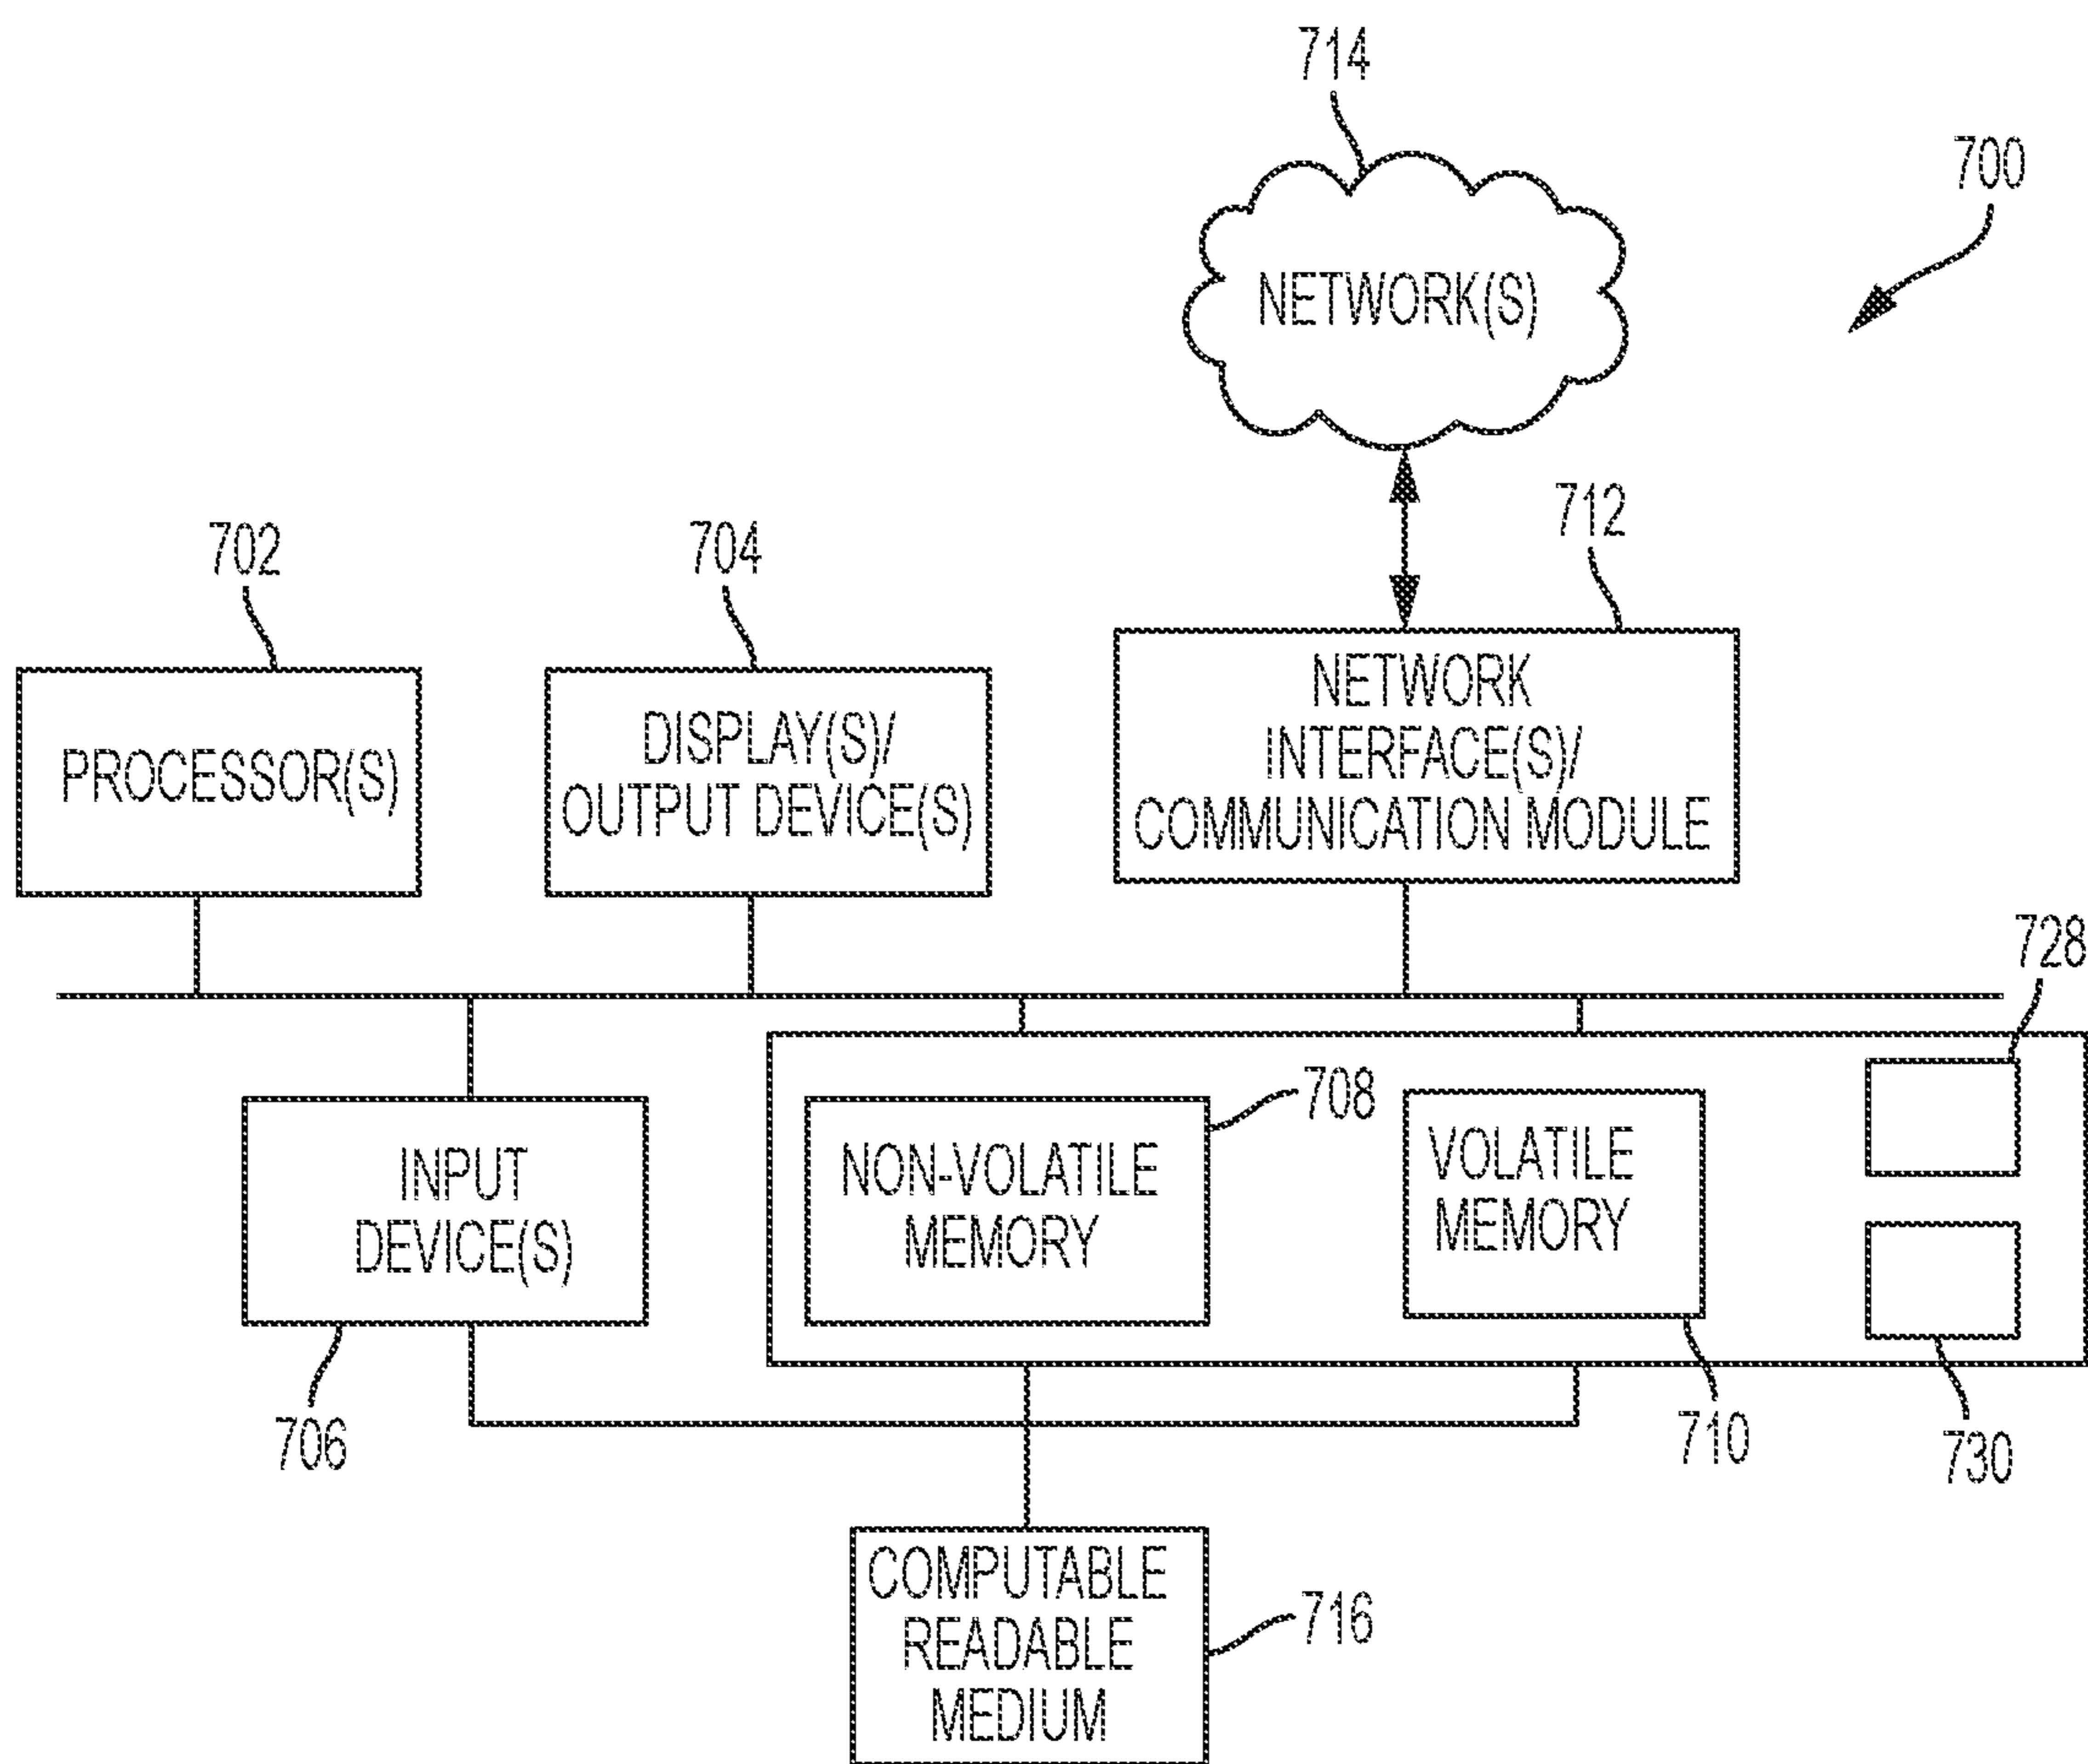 714
700
NETWORK(S)
712
702
704
PROCESSOR(S)
DISPLAY(S)/
OUTPUT DEVICE(S)
NETWORK
INTERFACE(S)/
COMMUNICATION MODULE
728
INPUT
DEVICE(S)
NON-VOLATILE
MEMORY
708
VOLATILE
MEMORY
706
710
730
COMPUTABLE
READABLE
MEDIUM
716